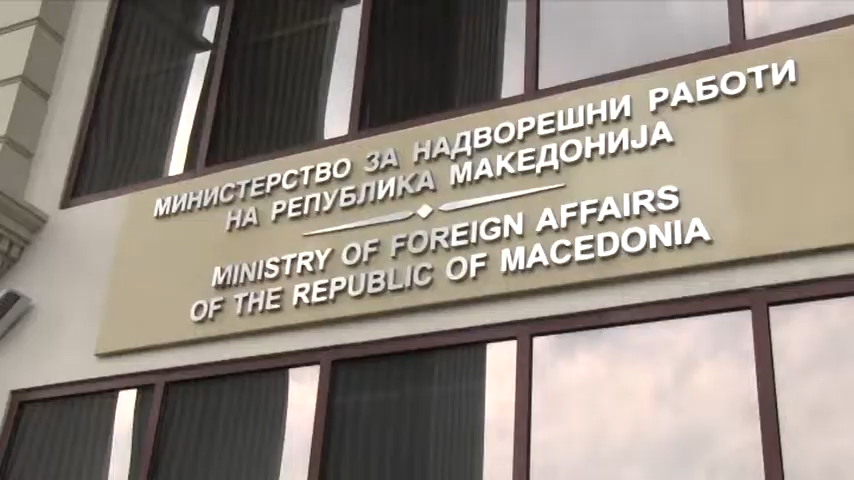 МИНИСТЕРСТВО ЗА НАДВОРЕШНИ РАБОТИ
НА РЕПУБЛИКА МАКЕДОНИЈА
MINISTRY OF FOREIGN AFFAIRS
OF THE REPUBLIC OF MACEDONIA